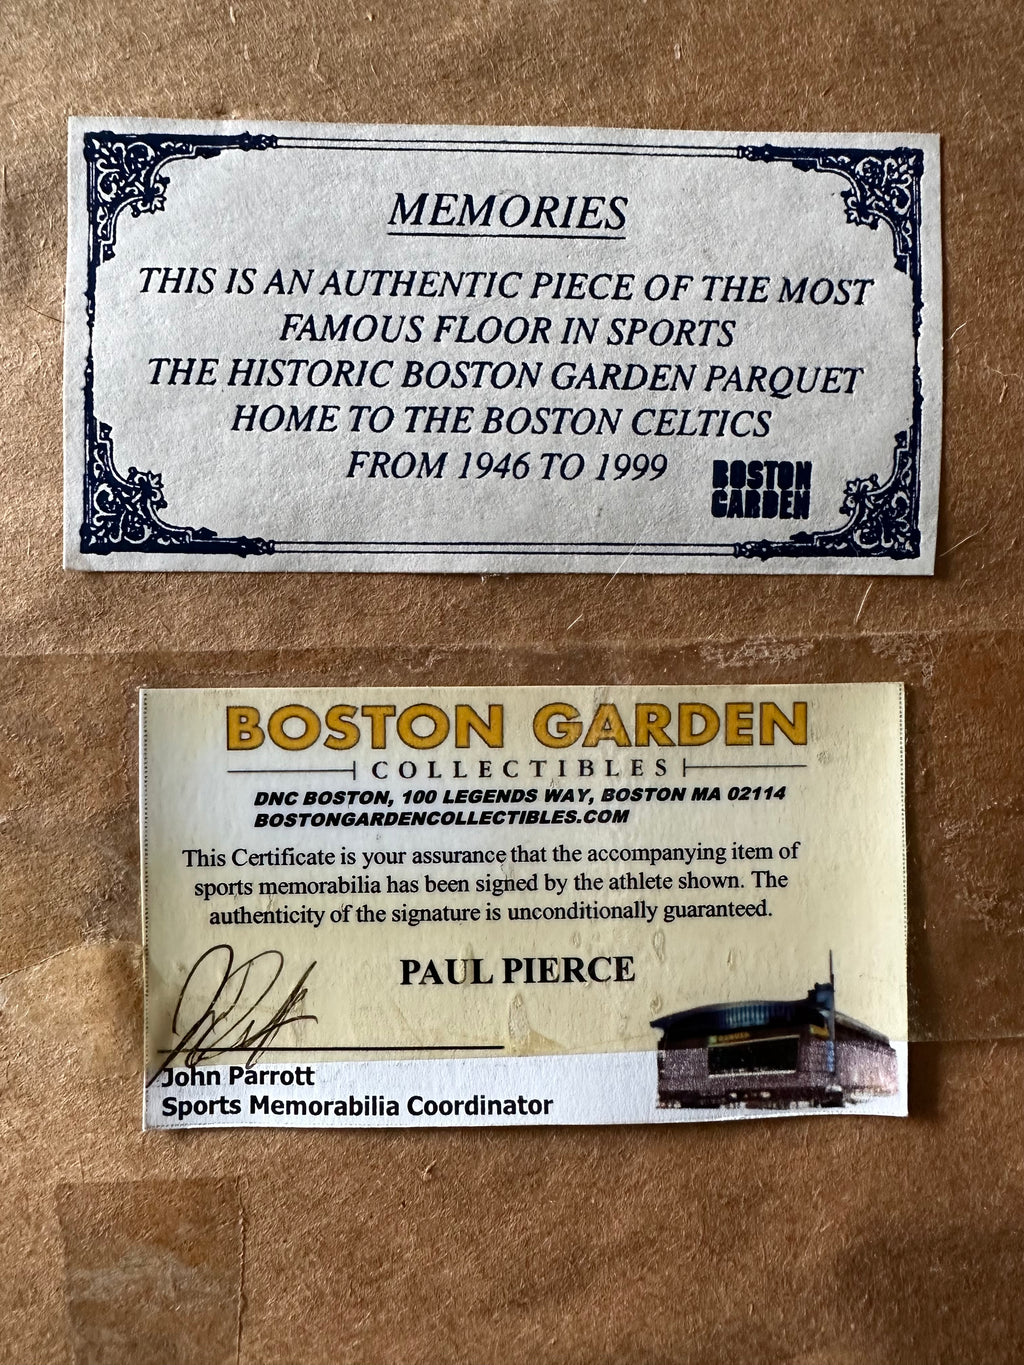 MEMORIES
THIS IS AN AUTHENTIC PIECE OF THE MOST
FAMOUS FLOOR IN SPORTS
THE HISTORIC BOSTON GARDEN PARQUET
HOME TO THE BOSTON CELTICS
FROM 1946 TO 1999
BOSTON
GARDEN
BOSTON GARDEN
COLLECTIBLES
DNC BOSTON, 100 LEGENDS WAY, BOSTON MA 02114
BOSTONGARDENCOLLECTIBLES.COM
This Certificate is your assurance that the accompanying item of
sports memorabilia has been signed by the athlete shown. The
authenticity of the signature is unconditionally guaranteed.
PAUL PIERCE
John Parrott
Sports Memorabilia Coordinator